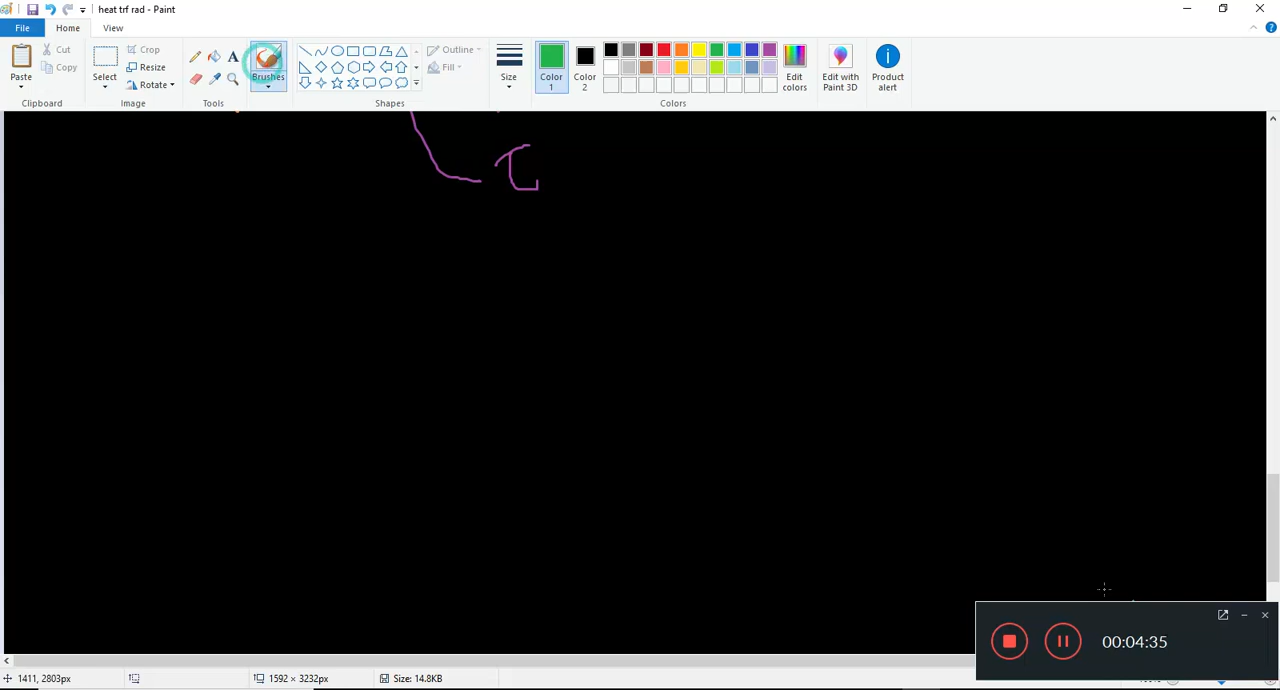 heat trf rad - Paint
File Home View
Paste
Cut
Copy
Clipboard
Select
Crop
Resize
Rotate
Image
Tools
Brushes
Shapes
Outline
Fill
Size
Color 1
Color 2
Colors
Edit colors
Edit with Paint 3D
Product alert
τ
00:04:35
1411, 2803px
1592 × 3232px
Size: 14.8KB